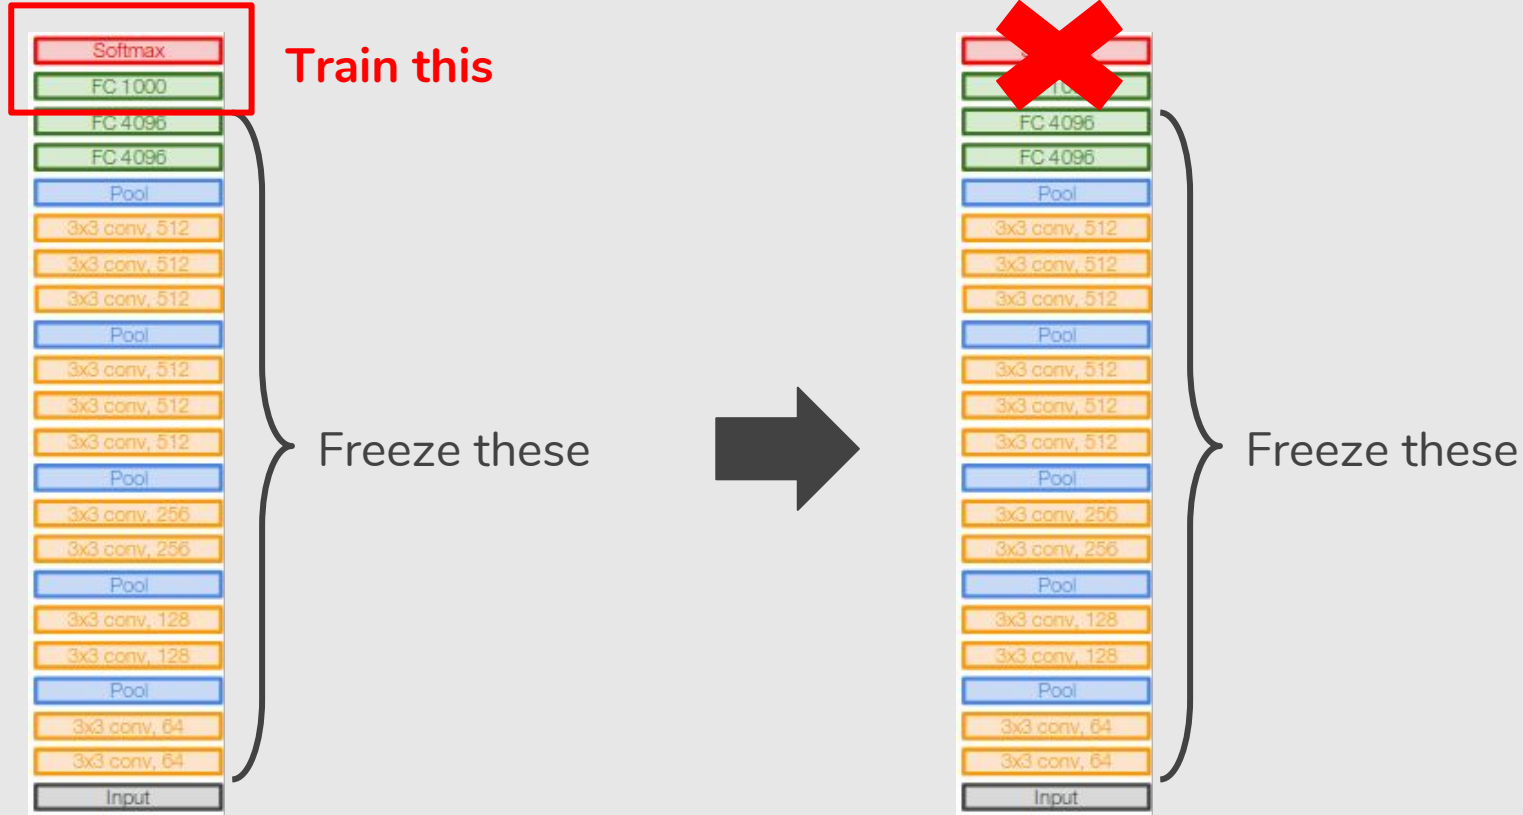 Softmax
FC 1000
FC 4096
FC 4096
Pool
3x3 conv, 512
3x3 conv, 512
3x3 conv, 512
Pool
3x3 conv, 512
3x3 conv, 512
3x3 conv, 512
Pool
3x3 conv, 256
3x3 conv, 256
Pool
3x3 conv, 128
3x3 conv, 128
Pool
3x3 conv, 64
3x3 conv, 64
Input
Train this
Freeze these
FC 4096
FC 4096
Pool
3x3 conv, 512
3x3 conv, 512
3x3 conv, 512
Pool
3x3 conv, 512
3x3 conv, 512
3x3 conv, 512
Pool
3x3 conv, 256
3x3 conv, 256
Pool
3x3 conv, 128
3x3 conv, 128
Pool
3x3 conv, 64
3x3 conv, 64
Input
Freeze these